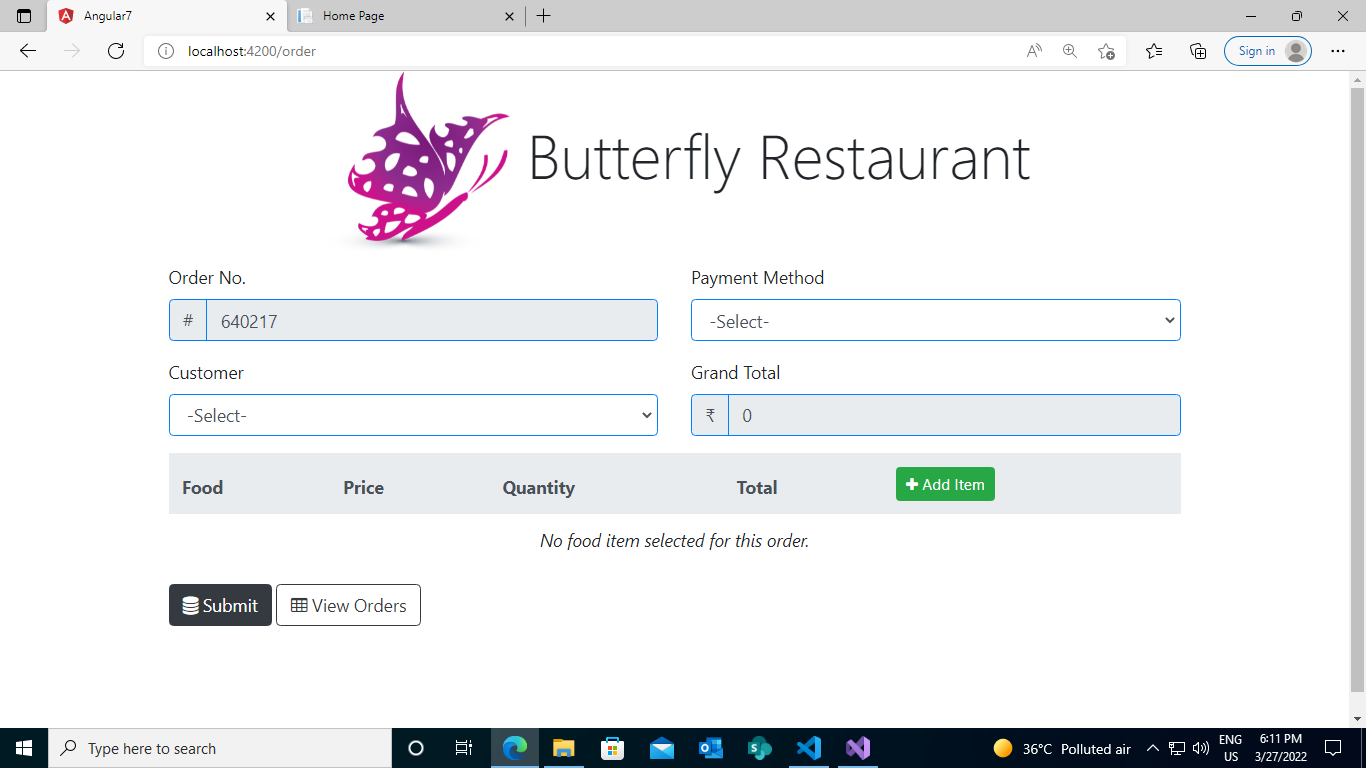 Angular7
Home Page
localhost:4200/order
Sign in
Butterfly Restaurant
Order No.
Payment Method
# 640217
-Select-
Customer
Grand Total
-Select-
₹ 0
Food Price Quantity Total Add Item
No food item selected for this order.
Submit View Orders
Type here to search
36°C Polluted air
ENG
US
6:11 PM
3/27/2022